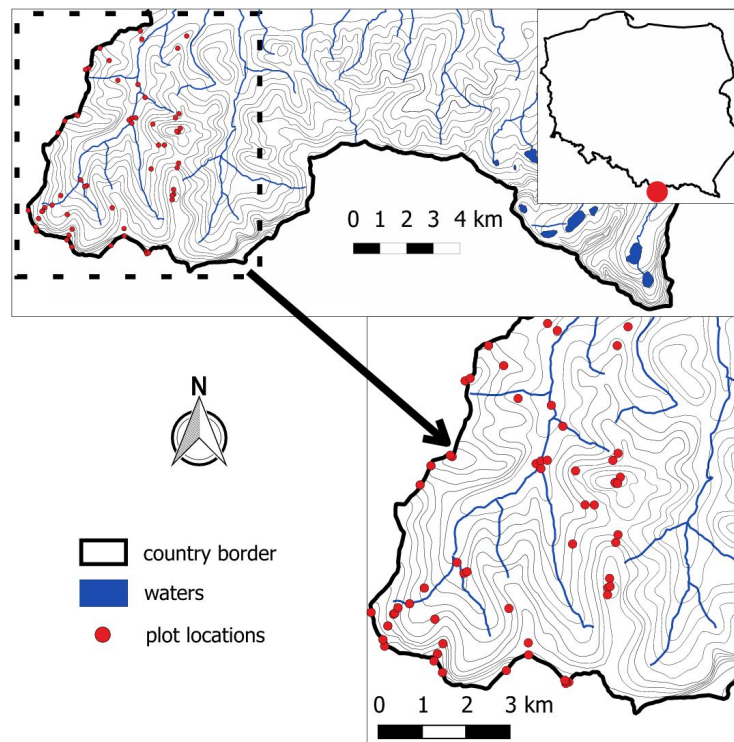 0 1 2 3 4 km
N
country border
waters
plot locations
0 1 2 3 km